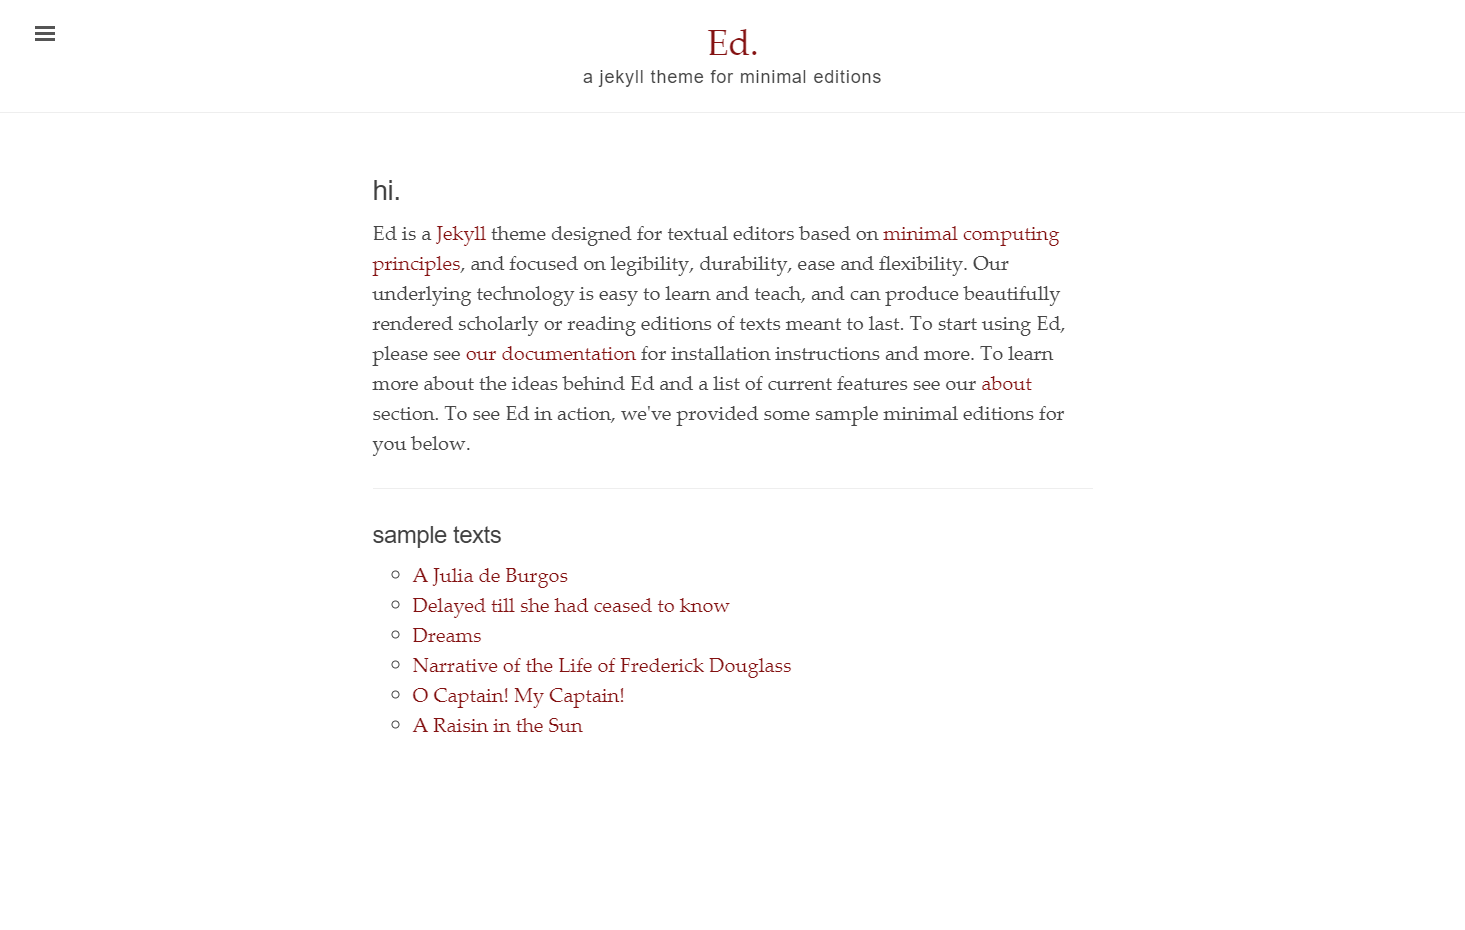 Ed.
a jekyll theme for minimal editions
hi.
Ed is a Jekyll theme designed for textual editors based on minimal computing
principles, and focused on legibility, durability, ease and flexibility. Our
underlying technology is easy to learn and teach, and can produce beautifully
rendered scholarly or reading editions of texts meant to last. To start using Ed,
please see our documentation for installation instructions and more. To learn
more about the ideas behind Ed and a list of current features see our about
section. To see Ed in action, we've provided some sample minimal editions for
you below.
sample texts
A Julia de Burgos
Delayed till she had ceased to know
Dreams
Narrative of the Life of Frederick Douglass
O Captain! My Captain!
A Raisin in the Sun